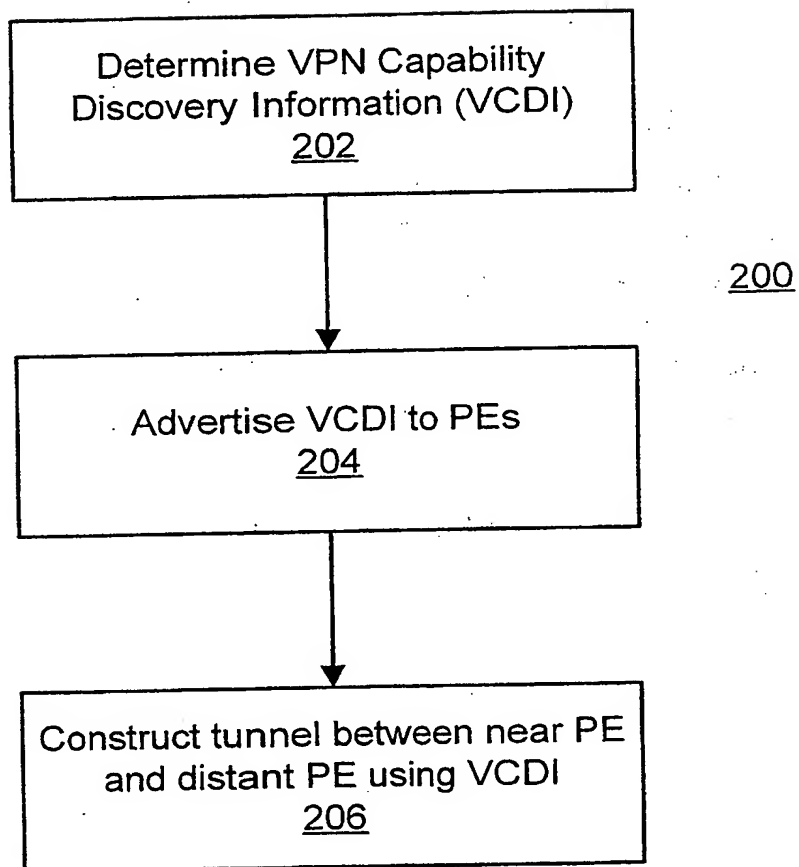 Determine VPN Capability
Discovery Information (VCDI)
202
200
Advertise VCDI to PEs
204
Construct tunnel between near PE
and distant PE using VCDI
206